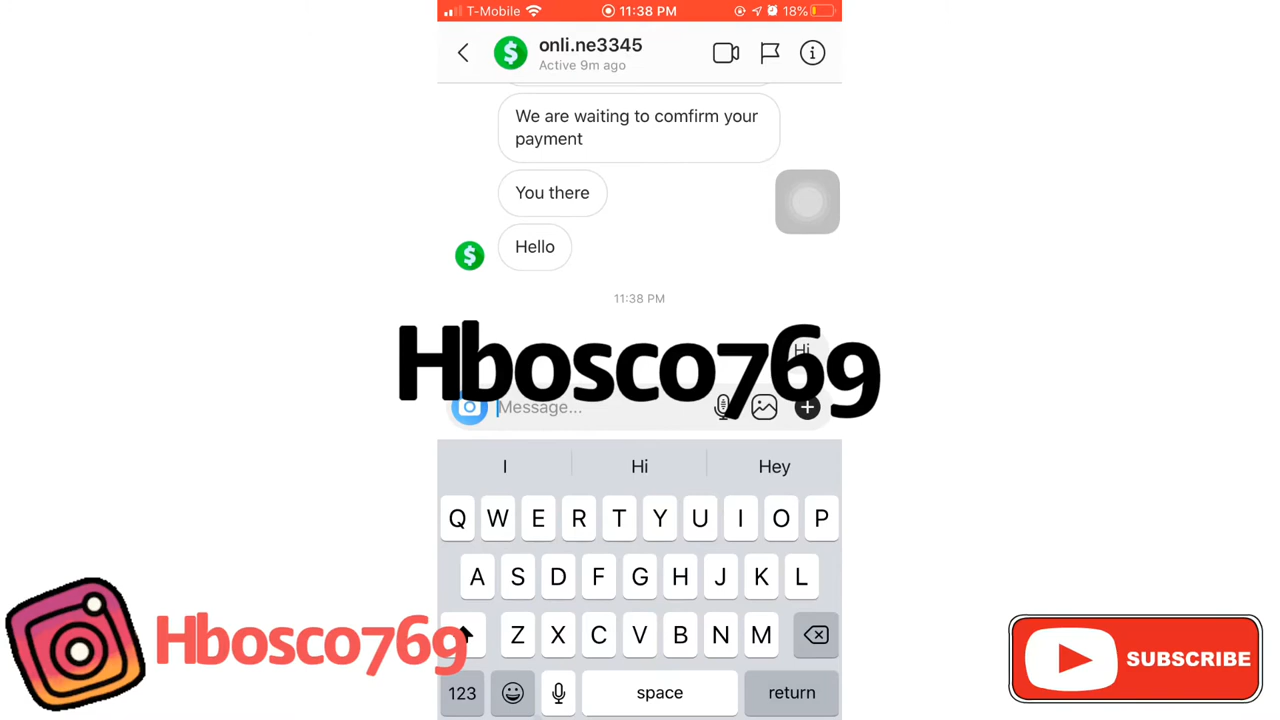 T-Mobile 11:38 PM 18%
onli.ne3345
Active 9m ago
We are waiting to comfirm your
payment
You there
Hello
11:38 PM
Hi
Hbosco769
Message...
I Hi Hey
Q W E R T Y U I O P
A S D F G H J K L
Z X C V B N M
123 space return
Hbosco769
SUBSCRIBE